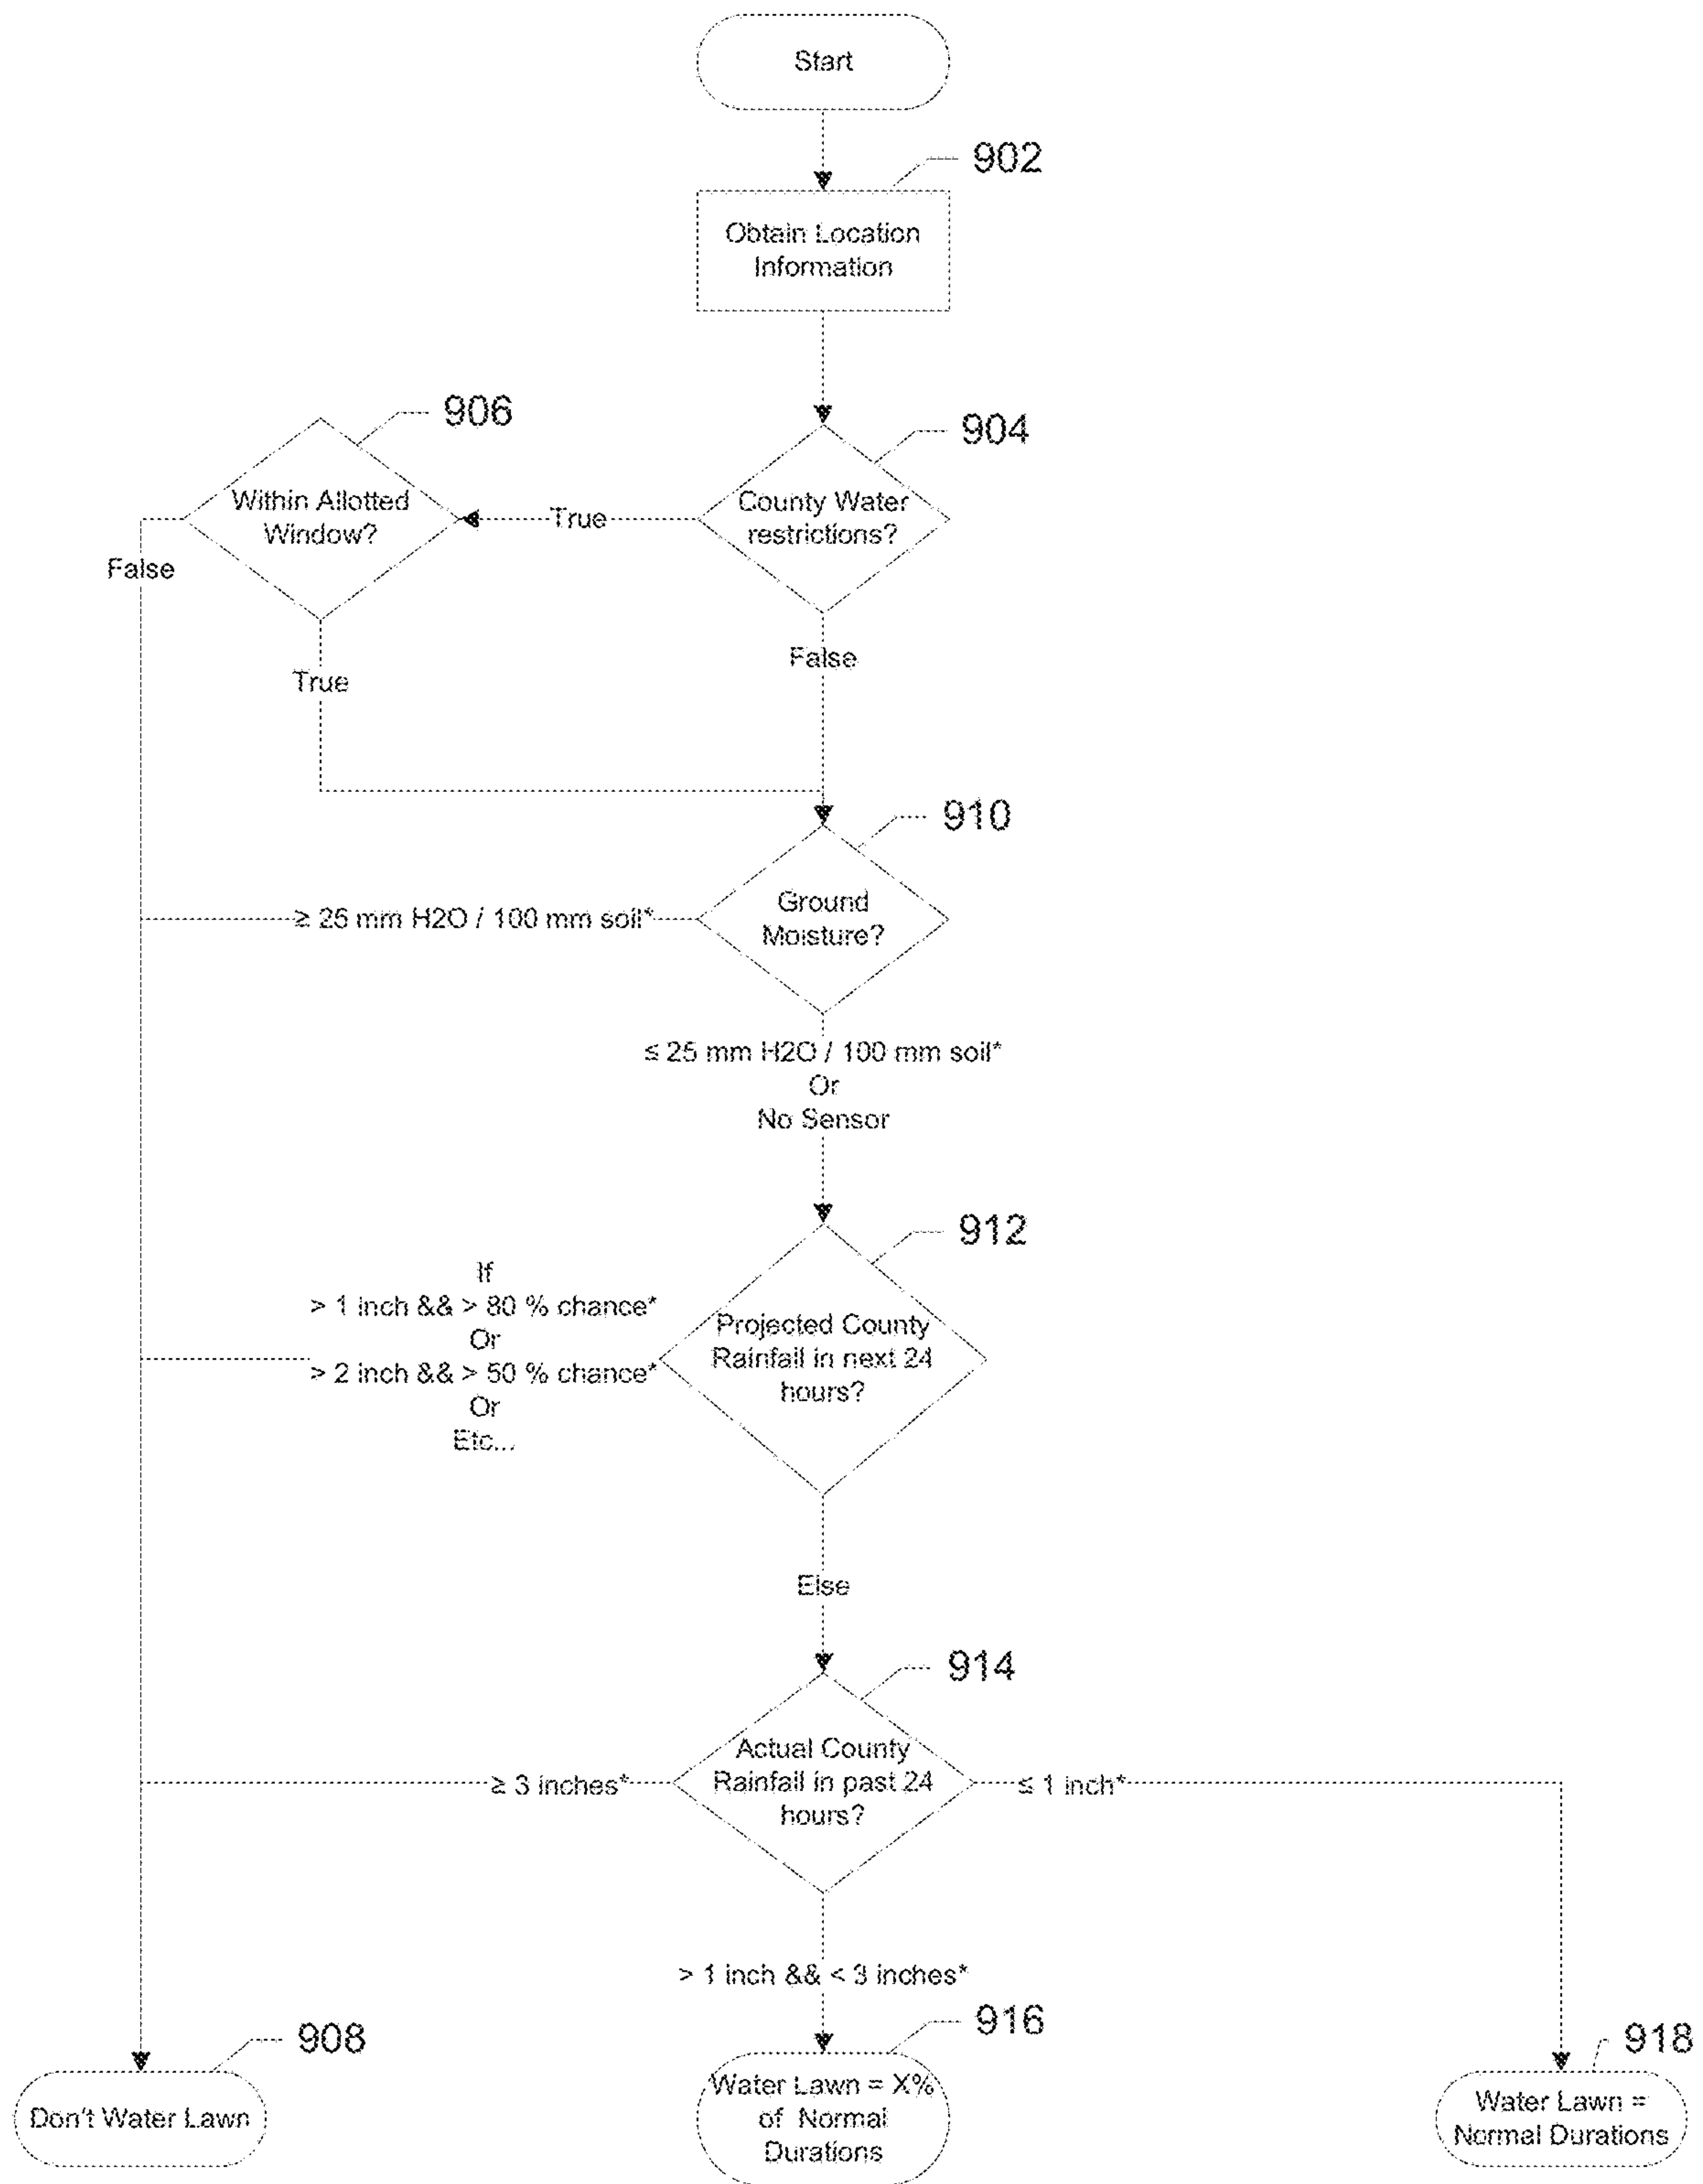 Start
902
Obtain Location
Information
906
904
Within Allotted
Window?
True
County Water
restrictions?
False
False
True
910
Ground
Moisture?
≥ 25 mm H2O / 100 mm soil*
≤ 25 mm H2O / 100 mm soil*
Or
No Sensor
912
If
> 1 inch && > 80 % chance*
Or
> 2 inch && > 50 % chance*
Or
Etc...
Projected County
Rainfall in next 24
hours?
Else
914
Actual County
Rainfall in past 24
hours?
≥ 3 inches*
≤ 1 inch*
> 1 inch && < 3 inches*
908
916
918
Don't Water Lawn
Water Lawn = X%
of Normal
Durations
Water Lawn =
Normal Durations